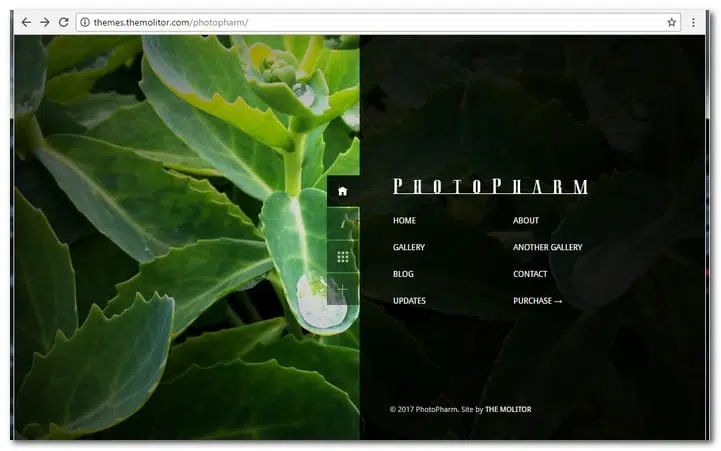 themes.themolitor.com/photopharm/
PHOTOPHARM
HOME
ABOUT
GALLERY
ANOTHER GALLERY
BLOG
CONTACT
UPDATES
PURCHASE →
© 2017 PhotoPharm. Site by THE MOLITOR